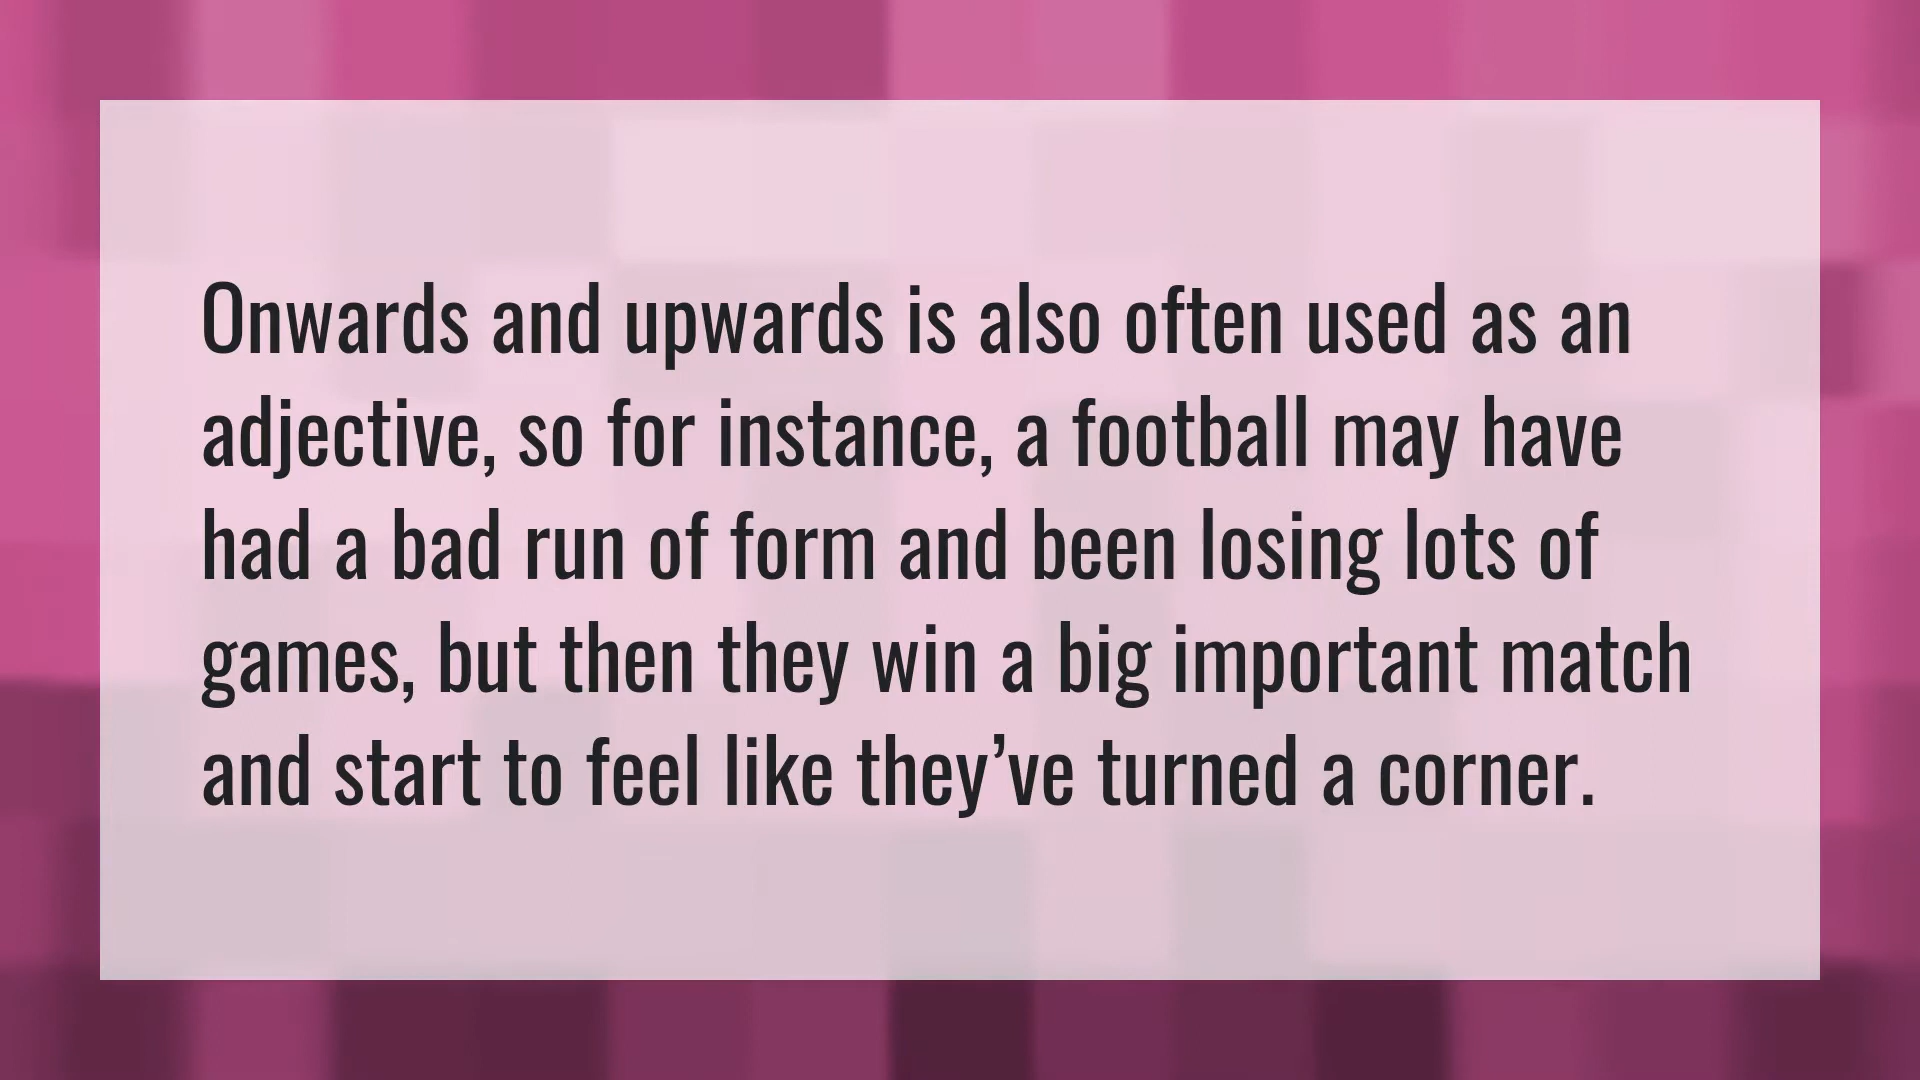 Onwards and upwards is also often used as an
adjective, so for instance, a football may have
had a bad run of form and been losing lots of
games, but then they win a big important match
and start to feel like they’ve turned a corner.